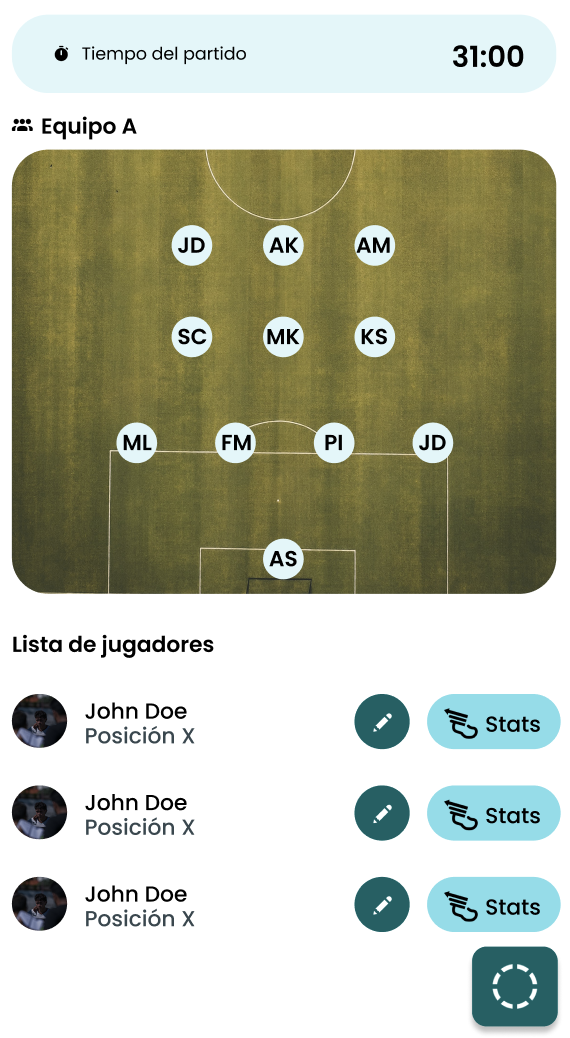 Tiempo del partido
31:00
Equipo A
JD AK AM
SC MK KS
ML FM PI JD
AS
Lista de jugadores
John Doe
Posición X
Stats
John Doe
Posición X
Stats
John Doe
Posición X
Stats